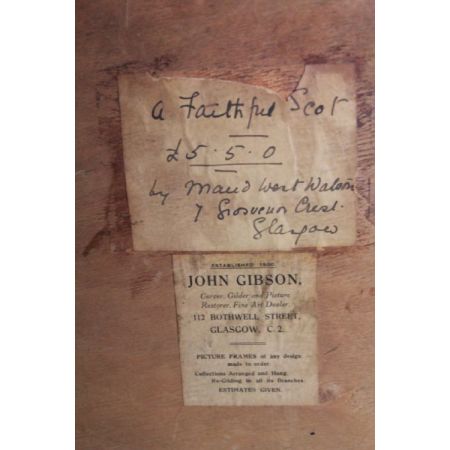 A Faithful Scot
£5.5.0
by Maud West Watson
7 Grosvenor Cresc.
Glasgow
ESTABLISHED
JOHN GIBSON,
Carver, Gilder and Picture
Restorer, Fine Art Dealer.
112 BOTHWELL STREET,
GLASGOW, C.2.
PICTURE FRAMES of any design
made to order
Collections Arranged and Hung.
Re-Gilding in all its Branches.
ESTIMATES GIVEN.